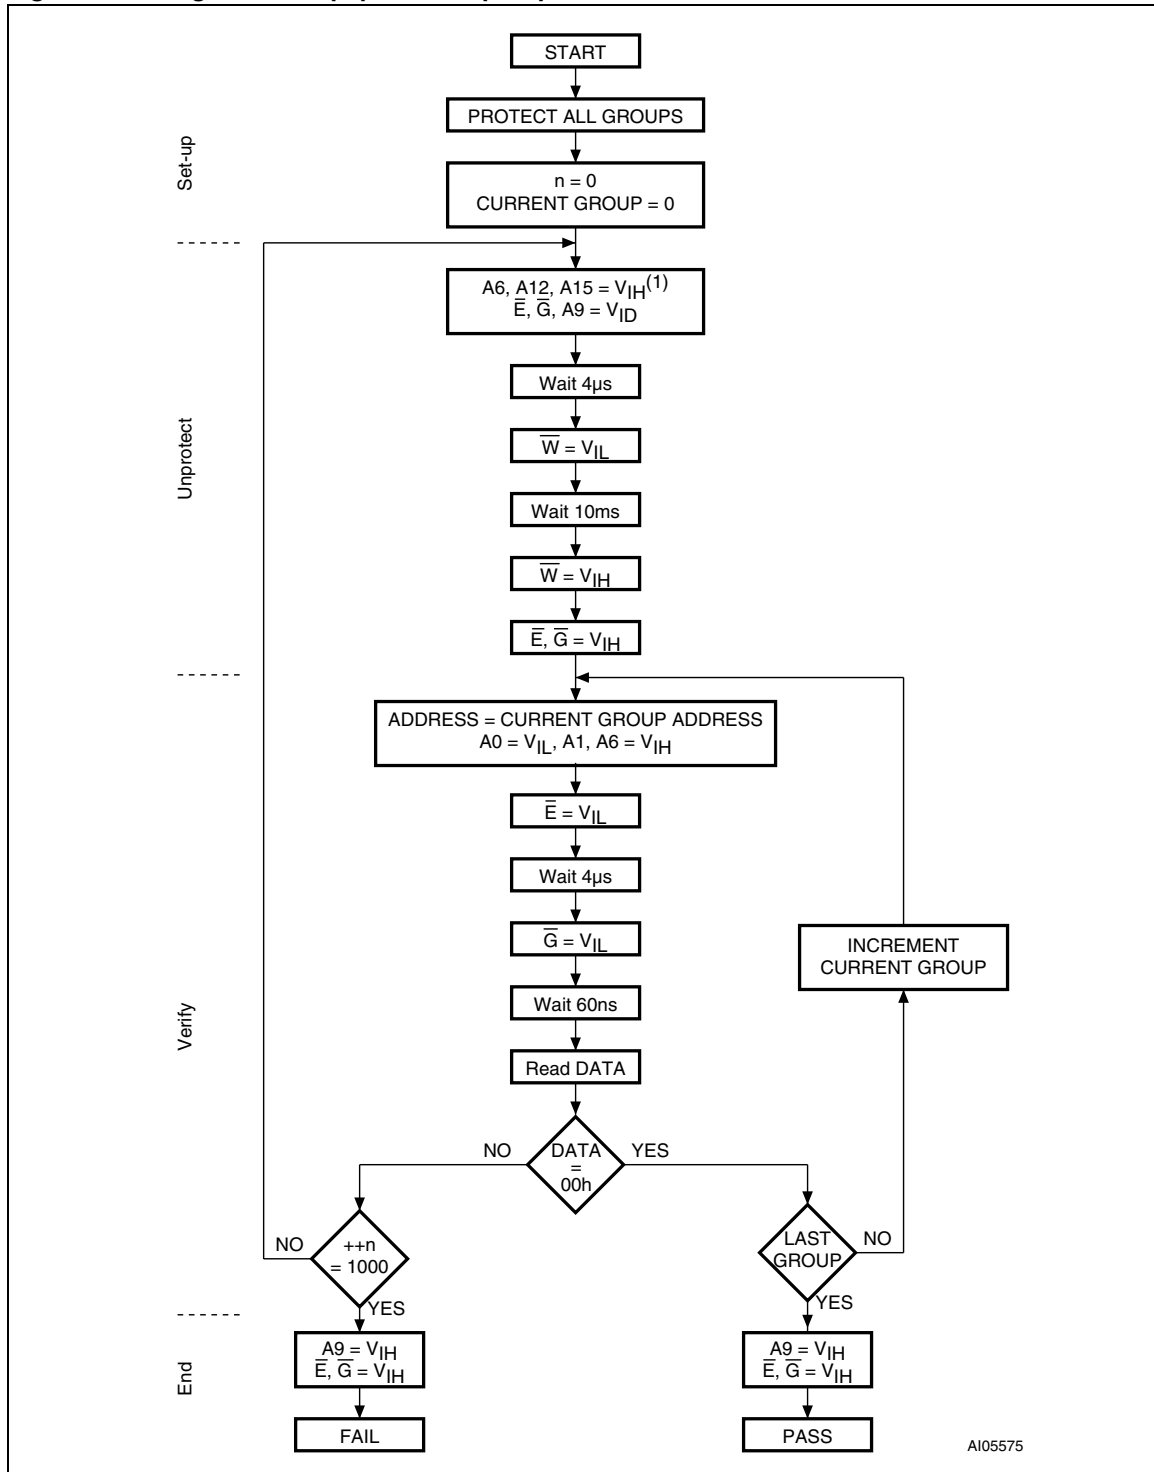 START
PROTECT ALL GROUPS
Set-up
n = 0
CURRENT GROUP = 0
A6, A12, A15 = VIH(1)
E̅, G̅, A9 = VID
Wait 4µs
Unprotect
W̅ = VIL
Wait 10ms
W̅ = VIH
E̅, G̅ = VIH
ADDRESS = CURRENT GROUP ADDRESS
A0 = VIL, A1, A6 = VIH
E̅ = VIL
Wait 4µs
G̅ = VIL
INCREMENT
CURRENT GROUP
Wait 60ns
Verify
Read DATA
NO
DATA
=
00h
YES
NO
++n
= 1000
YES
LAST
GROUP
NO
YES
End
A9 = VIH
E̅, G̅ = VIH
A9 = VIH
E̅, G̅ = VIH
FAIL
PASS
AI05575